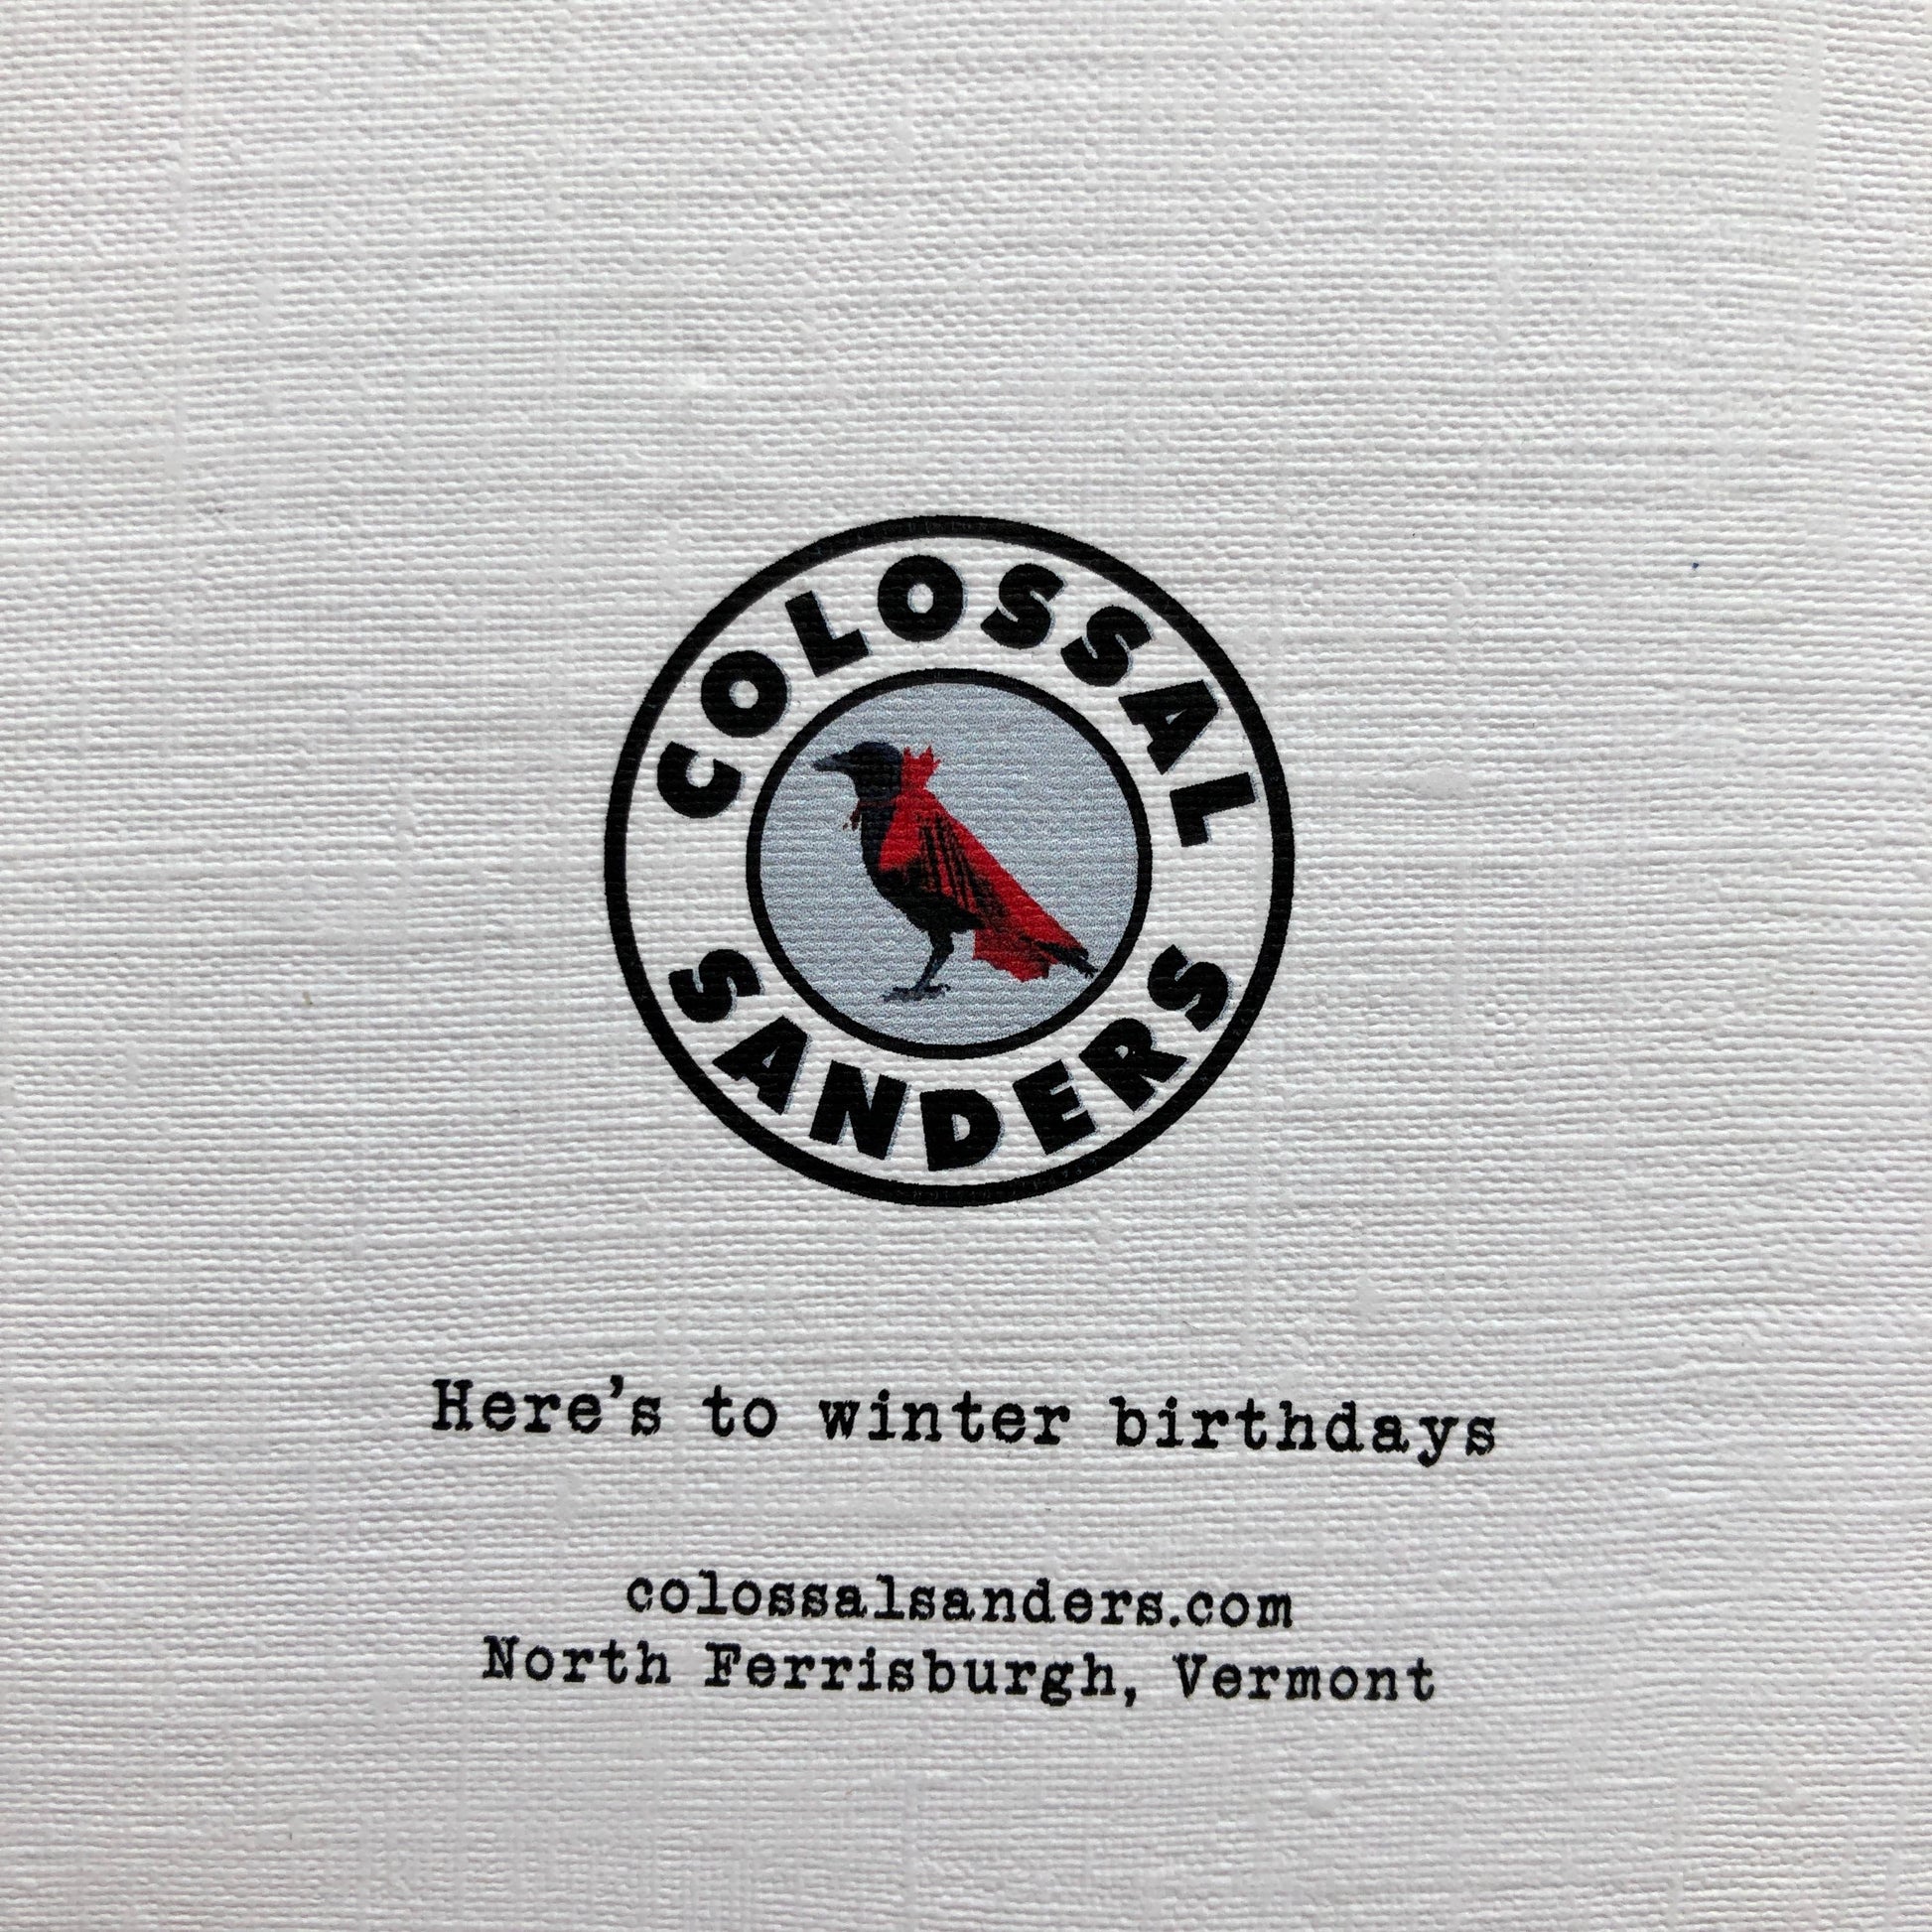 COLOSSAL
SANDERS
Here's to winter birthdays
colossalsanders.com
North Ferrisburgh, Vermont